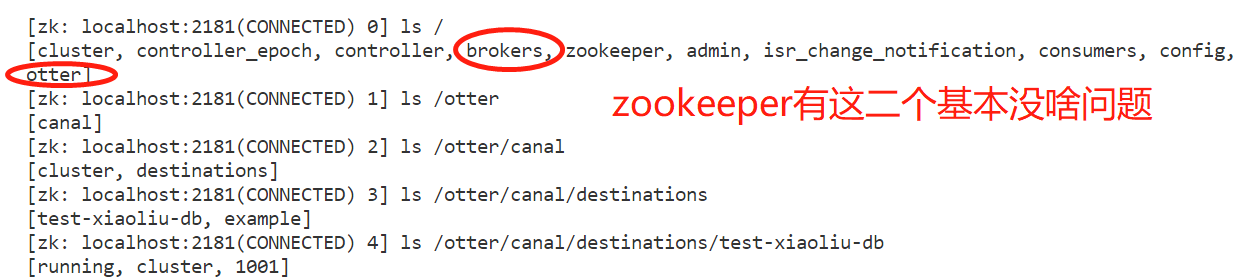 [zk: localhost:2181(CONNECTED) 0] ls /
[cluster, controller_epoch, controller, brokers, zookeeper, admin, isr_change_notification, consumers, config,
otter]
[zk: localhost:2181(CONNECTED) 1] ls /otter
zookeeper有这二个基本没啥问题
[canal]
[zk: localhost:2181(CONNECTED) 2] ls /otter/canal
[cluster, destinations]
[zk: localhost:2181(CONNECTED) 3] ls /otter/canal/destinations
[test-xiaoliu-db, example]
[zk: localhost:2181(CONNECTED) 4] ls /otter/canal/destinations/test-xiaoliu-db
[running, cluster, 1001]